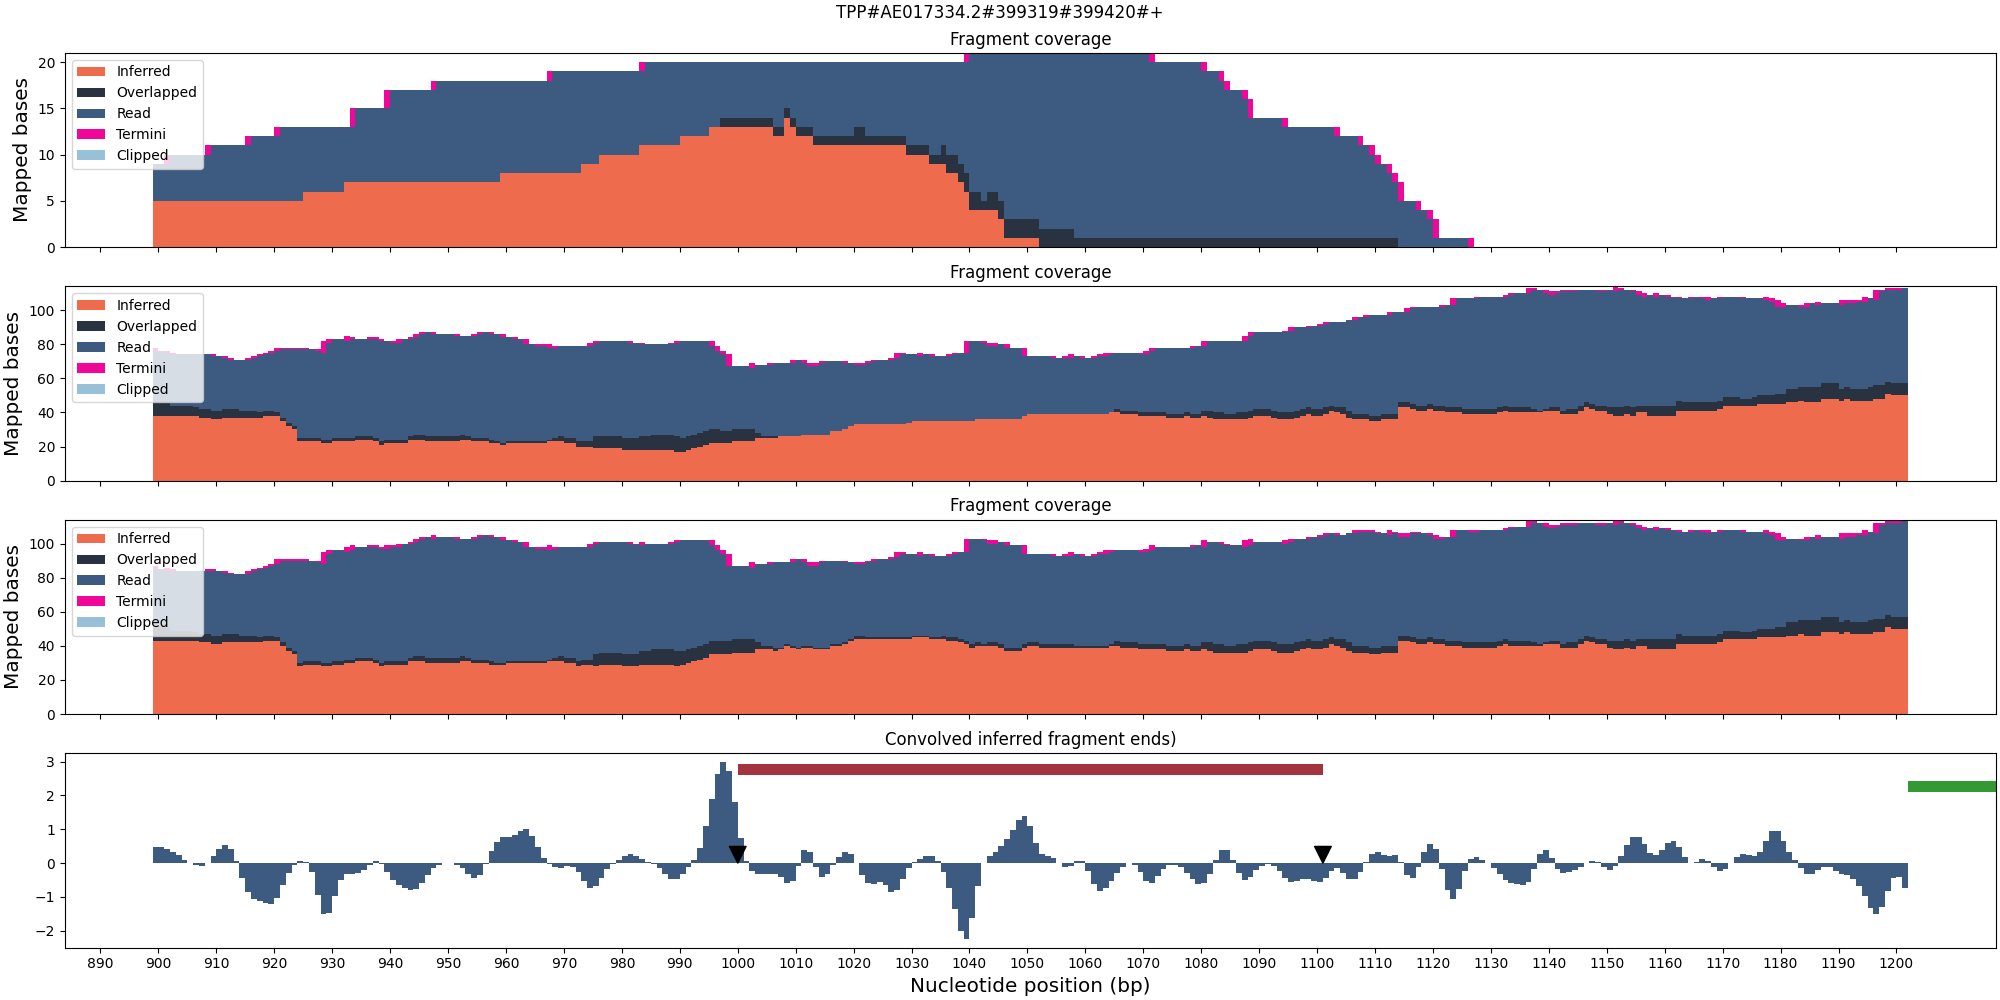 TPP#AE017334.2#399319#399420#+
Fragment coverage
Mapped bases
20
15
10
5
0
Inferred
Overlapped
Read
Termini
Clipped
Fragment coverage
Mapped bases
100
80
60
40
20
0
Inferred
Overlapped
Read
Termini
Clipped
Fragment coverage
Mapped bases
100
80
60
40
20
0
Inferred
Overlapped
Read
Termini
Clipped
Convolved inferred fragment ends)
3
2
1
0
−1
−2
890 900 910 920 930 940 950 960 970 980 990 1000 1010 1020 1030 1040 1050 1060 1070 1080 1090 1100 1110 1120 1130 1140 1150 1160 1170 1180 1190 1200
Nucleotide position (bp)